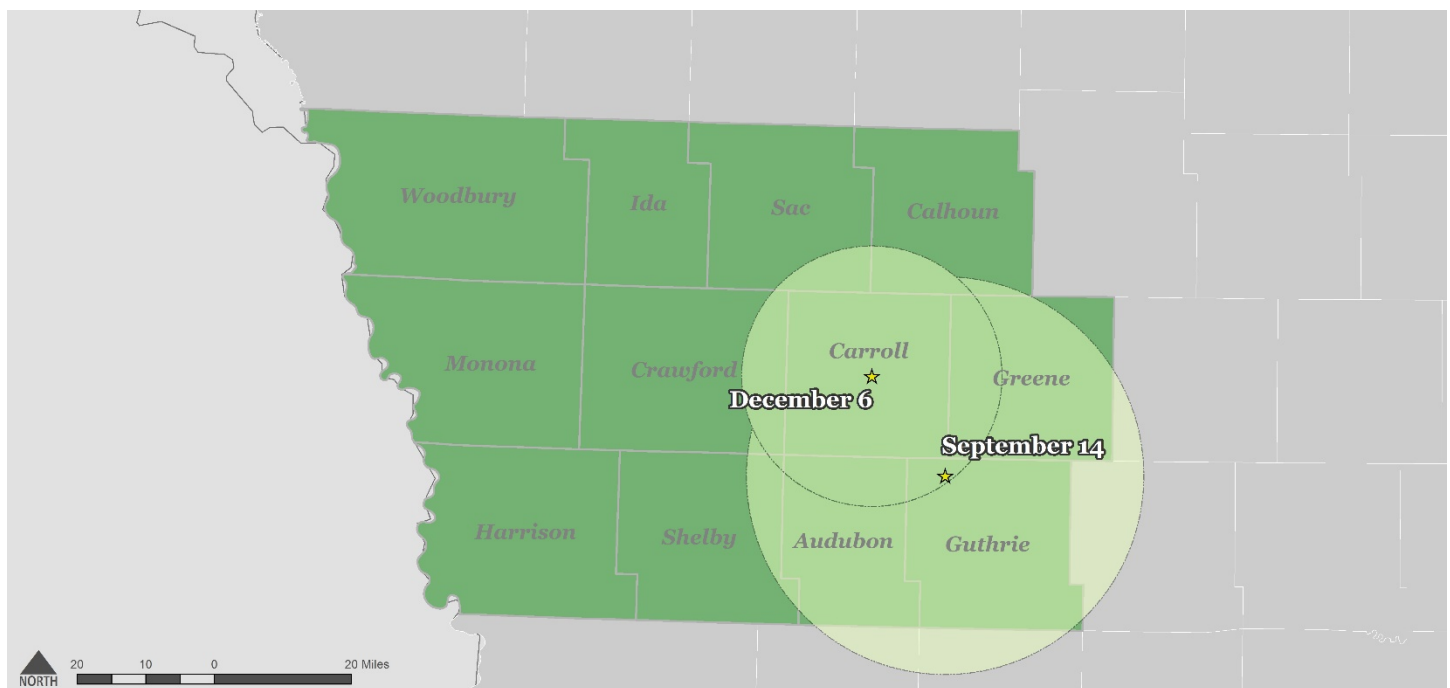 Woodbury
Ida
Sac
Calhoun
Monona
Crawford
Carroll
Greene
December 6
September 14
Harrison
Shelby
Audubon
Guthrie
NORTH
20 10 0 20 Miles